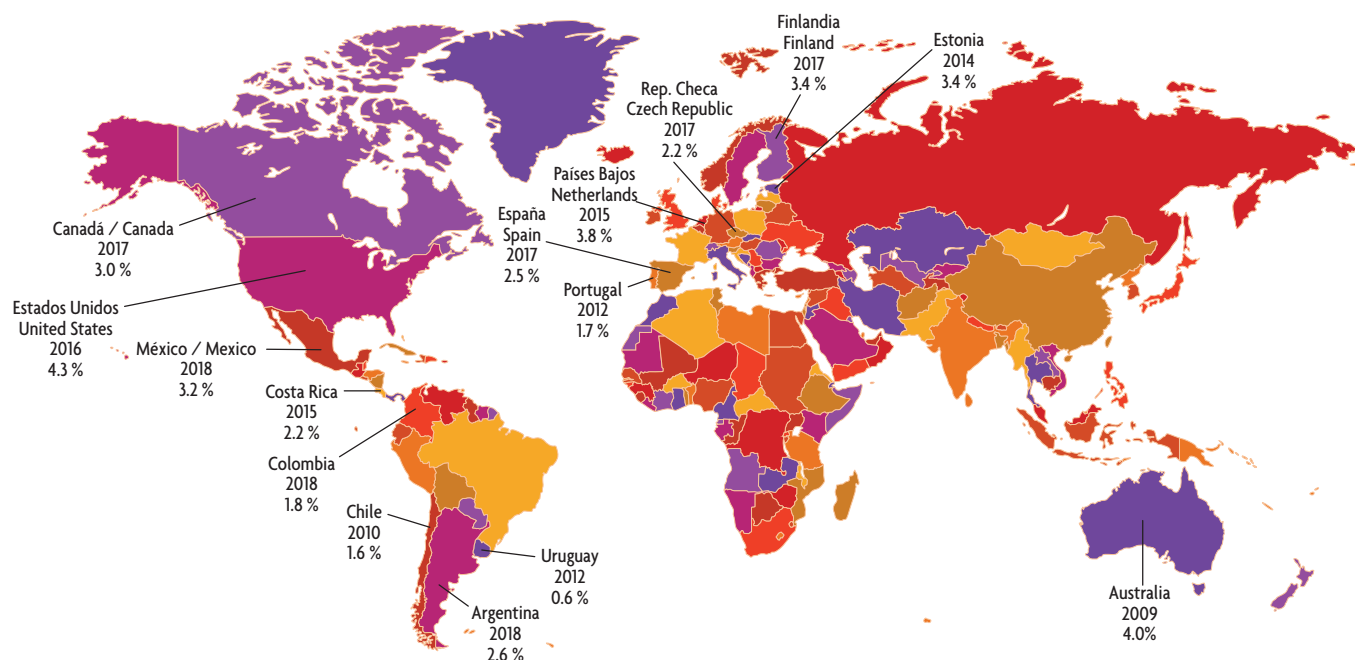 Finlandia
Finland
2017
3.4 %
Estonia
2014
3.4 %
Rep. Checa
Czech Republic
2017
2.2 %
Países Bajos
Netherlands
2015
3.8 %
España
Spain
2017
2.5 %
Portugal
2012
1.7 %
Canadá / Canada
2017
3.0 %
Estados Unidos
United States
2016
4.3 %
México / Mexico
2018
3.2 %
Costa Rica
2015
2.2 %
Colombia
2018
1.8 %
Chile
2010
1.6 %
Uruguay
2012
0.6 %
Argentina
2018
2.6 %
Australia
2009
4.0%